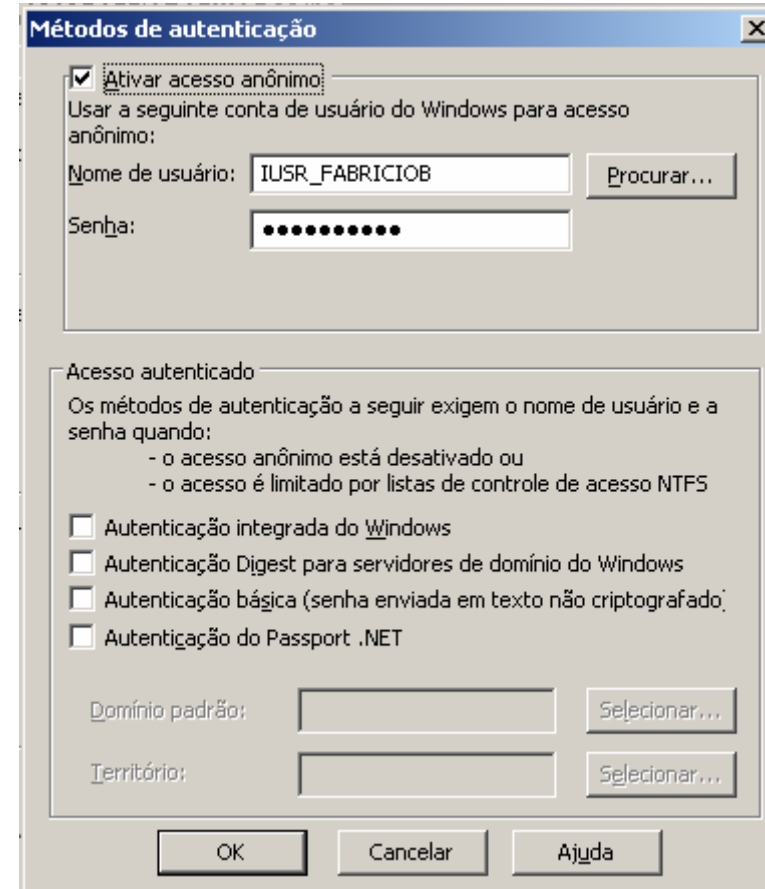 Métodos de autenticação
Ativar acesso anônimo
Usar a seguinte conta de usuário do Windows para acesso
anônimo:
Nome de usuário: IUSR_FABRICIOB Procurar...
Senha: ●●●●●●●●●●
Acesso autenticado
Os métodos de autenticação a seguir exigem o nome de usuário e a
senha quando:
- o acesso anônimo está desativado ou
- o acesso é limitado por listas de controle de acesso NTFS
Autenticação integrada do Windows
Autenticação Digest para servidores de domínio do Windows
Autenticação básica (senha enviada em texto não criptografado)
Autenticação do Passport .NET
Domínio padrão: Selecionar...
Território: Selecionar...
OK Cancelar Ajuda